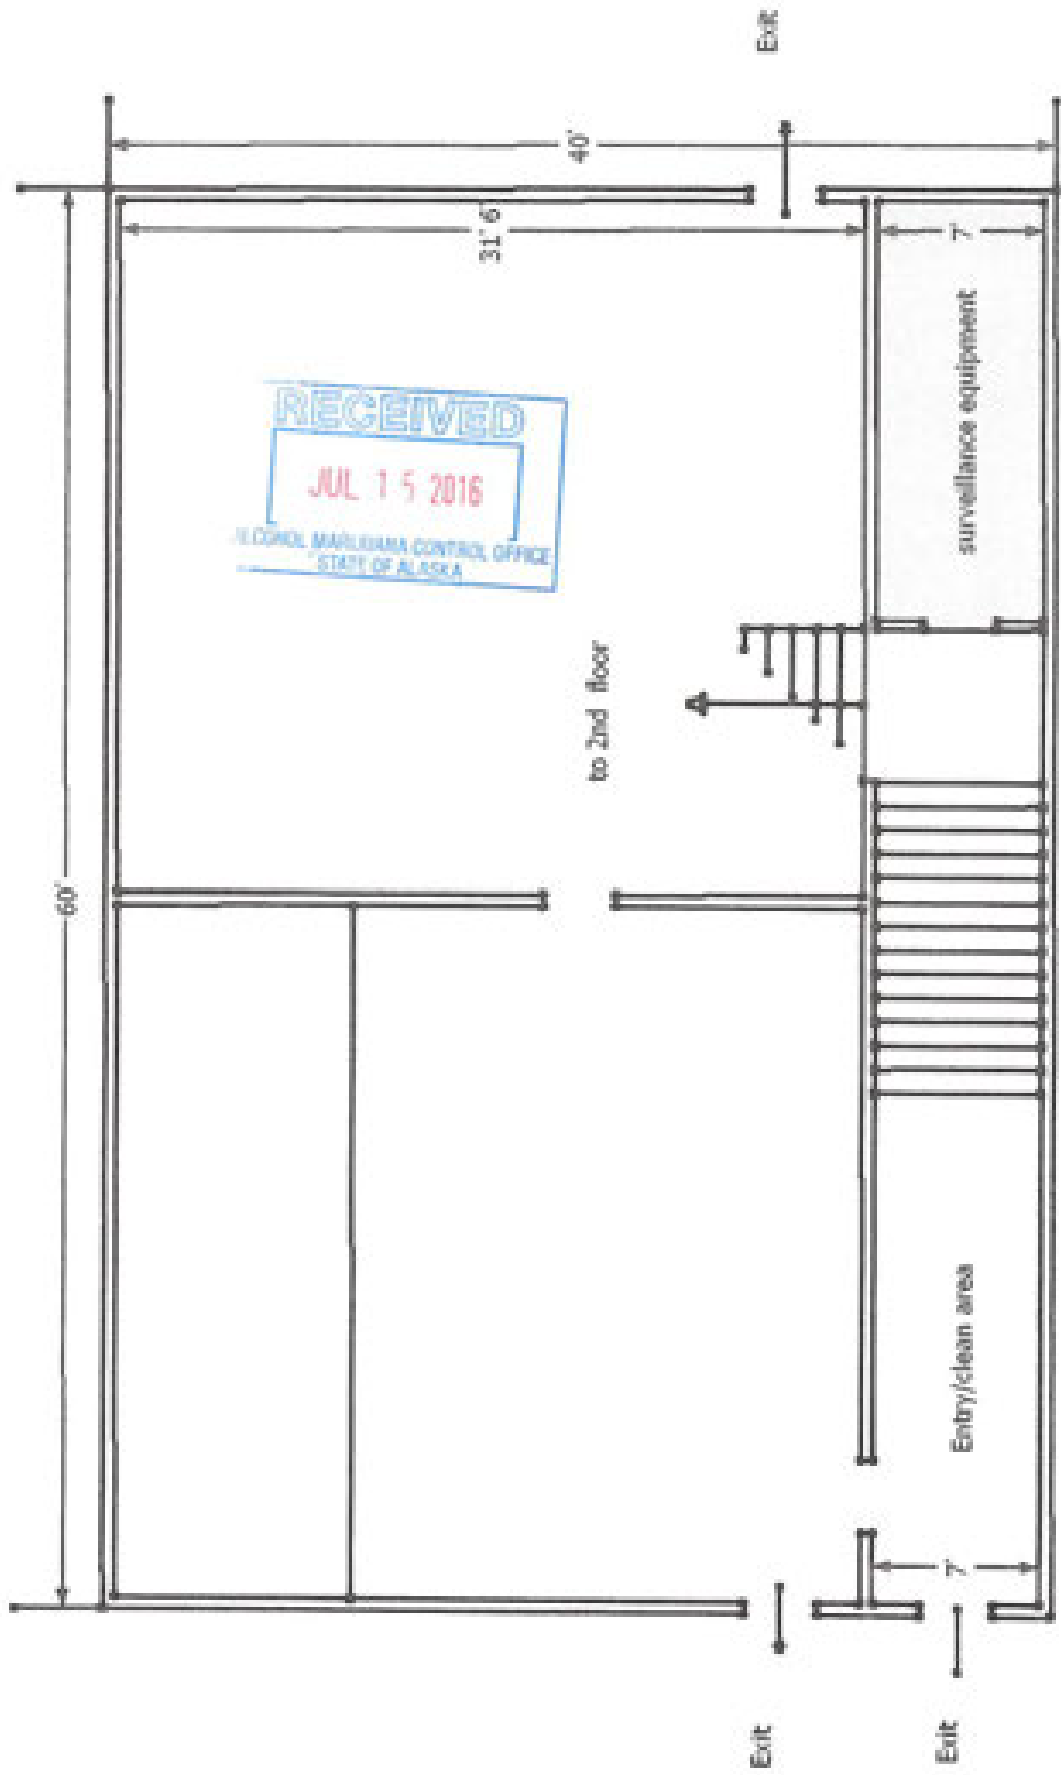 Exit
40'
60'
31' 6
RECEIVED
JUL 15 2016
ALCOHOL MARIJUANA CONTROL OFFICE
STATE OF ALASKA
to 2nd floor
7'
surveillance equipment
Entry/clean area
7'
Exit
Exit